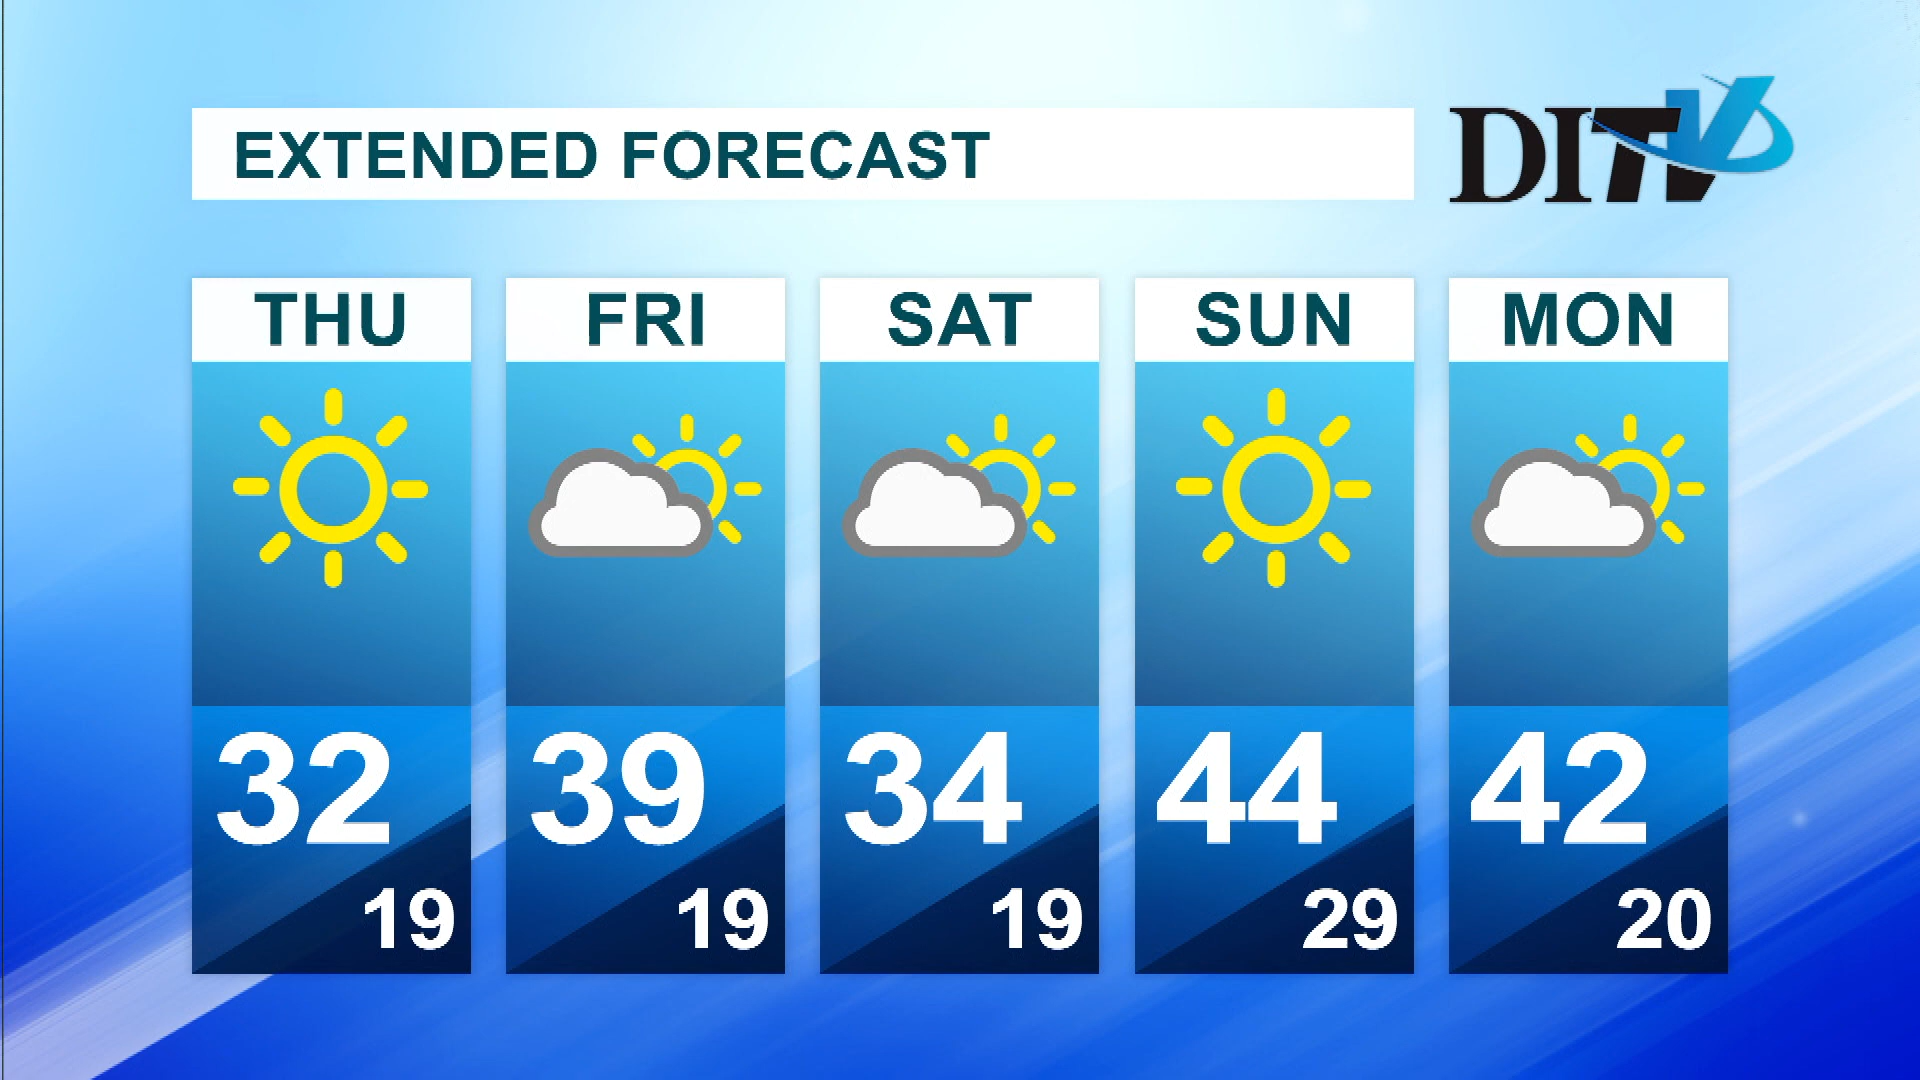 EXTENDED FORECAST
DITV
THU FRI SAT SUN MON
32 39 34 44 42
19 19 19 29 20